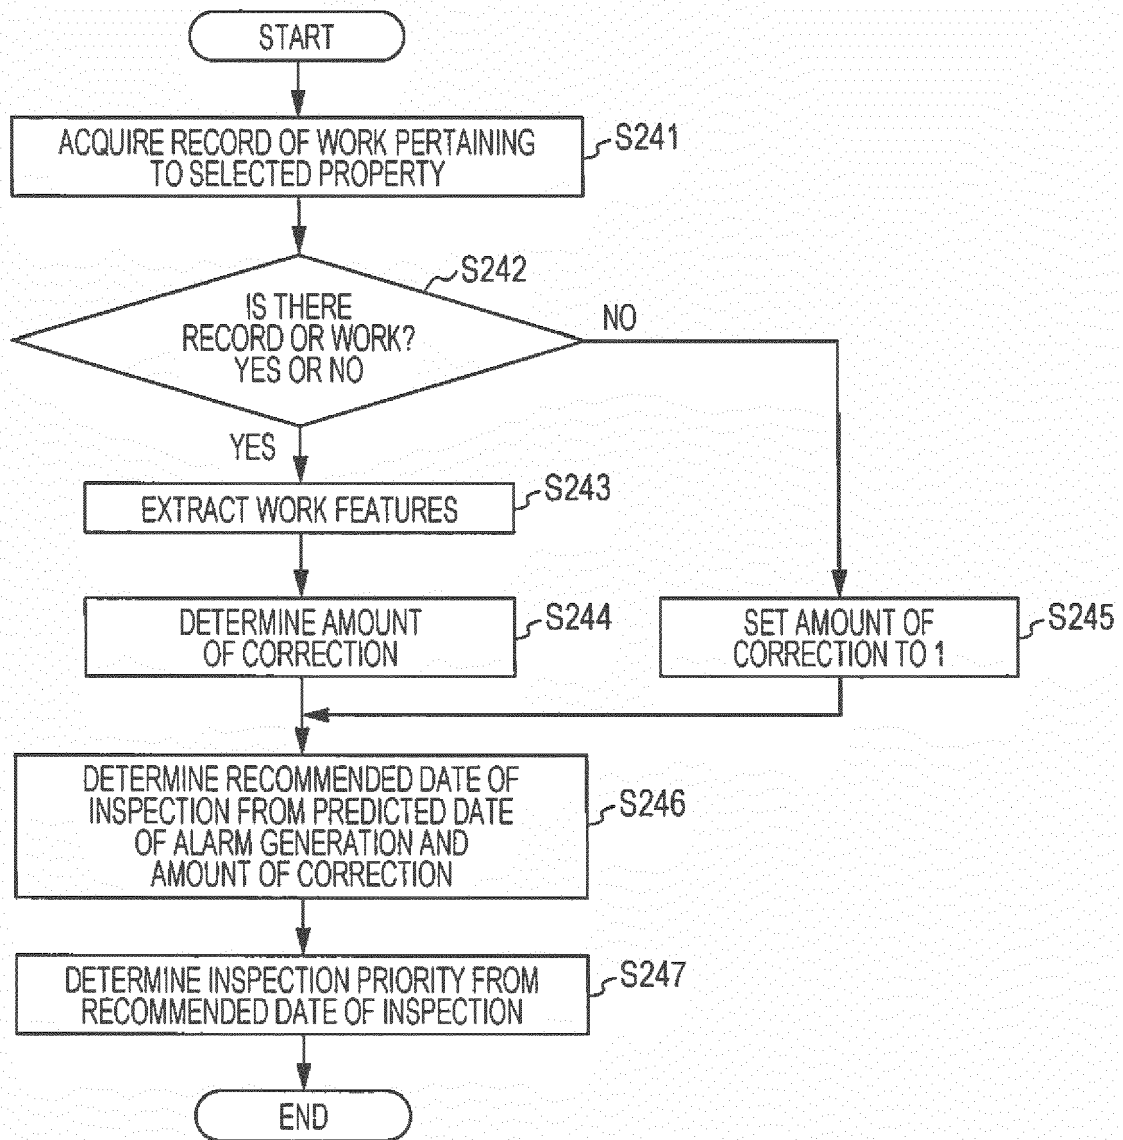 START
ACQUIRE RECORD OF WORK PERTAINING
TO SELECTED PROPERTY
S241
S242
IS THERE
RECORD OR WORK?
YES OR NO
NO
YES
EXTRACT WORK FEATURES
S243
DETERMINE AMOUNT
OF CORRECTION
S244
SET AMOUNT OF
CORRECTION TO 1
S245
DETERMINE RECOMMENDED DATE OF
INSPECTION FROM PREDICTED DATE
OF ALARM GENERATION AND
AMOUNT OF CORRECTION
S246
DETERMINE INSPECTION PRIORITY FROM
RECOMMENDED DATE OF INSPECTION
S247
END